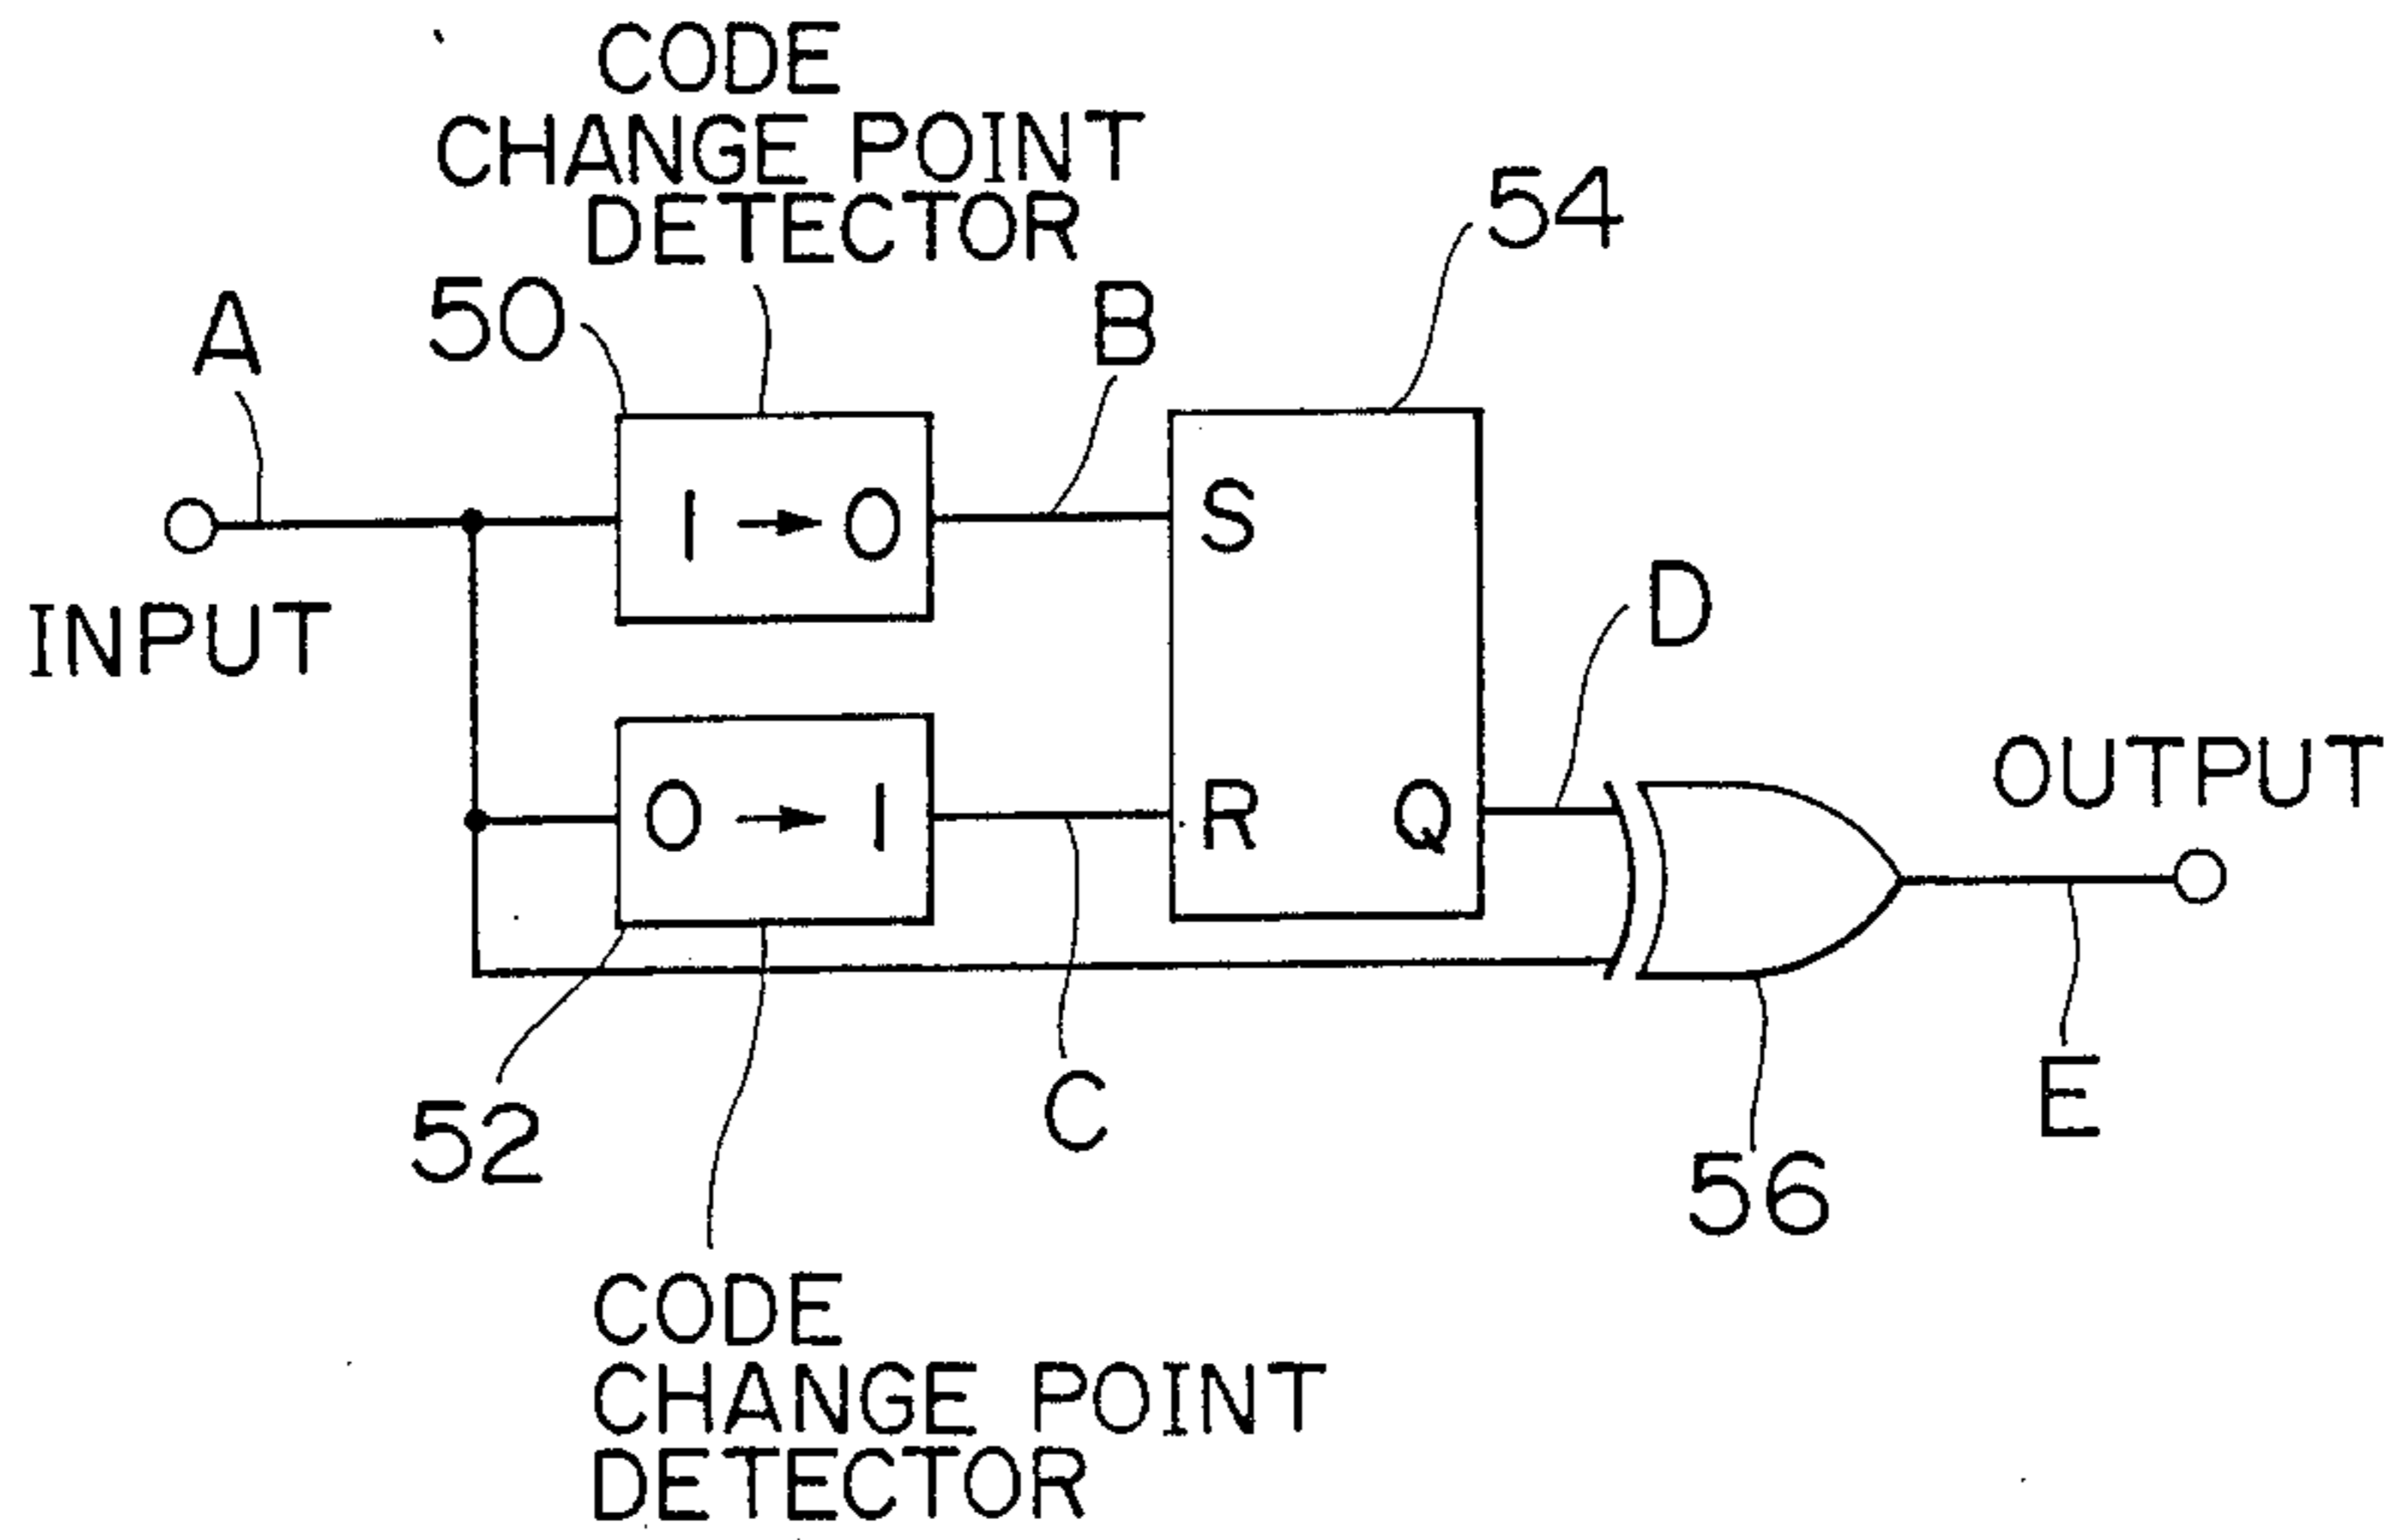 CODE
CHANGE POINT
DETECTOR
54
50
B
A
1 → 0
S
INPUT
D
0 → 1
R
Q
OUTPUT
C
E
52
56
CODE
CHANGE POINT
DETECTOR